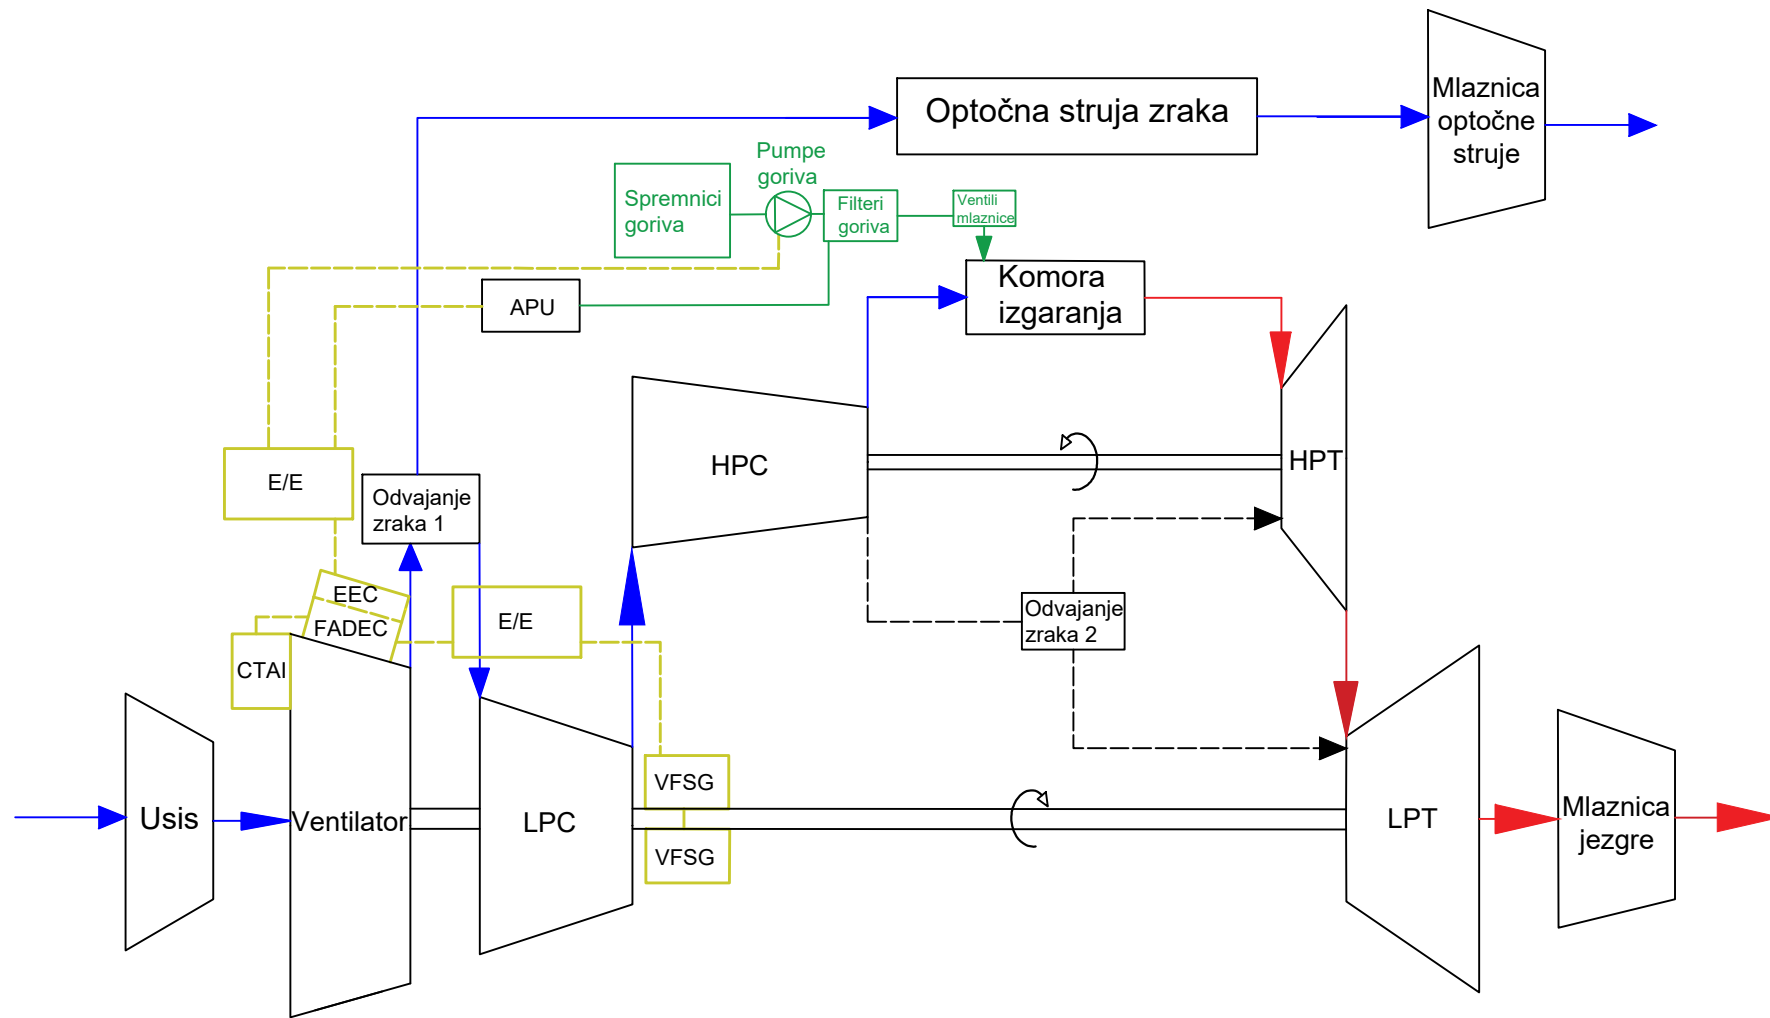 Optočna struja zraka
Mlaznica
optočne
struje
Pumpe
goriva
Spremnici
goriva
Filteri
goriva
Ventili
mlaznice
Komora
izgaranja
APU
HPC
HPT
E/E
Odvajanje
zraka 1
EEC
FADEC
E/E
Odvajanje
zraka 2
CTAI
VFSG
Usis
Ventilator
LPC
LPT
Mlaznica
jezgre
VFSG